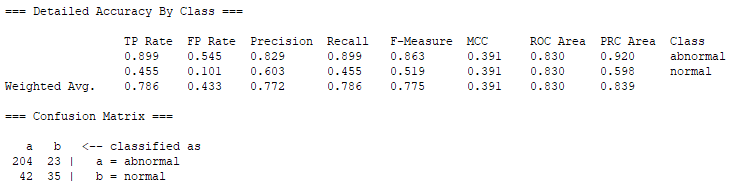 === Detailed Accuracy By Class ===
TP Rate FP Rate Precision Recall F-Measure MCC ROC Area PRC Area Class
0.899 0.545 0.829 0.899 0.863 0.391 0.830 0.920 abnormal
0.455 0.101 0.603 0.455 0.519 0.391 0.830 0.598 normal
Weighted Avg. 0.786 0.433 0.772 0.786 0.775 0.391 0.830 0.839
=== Confusion Matrix ===
a b <-- classified as
204 23 | a = abnormal
42 35 | b = normal